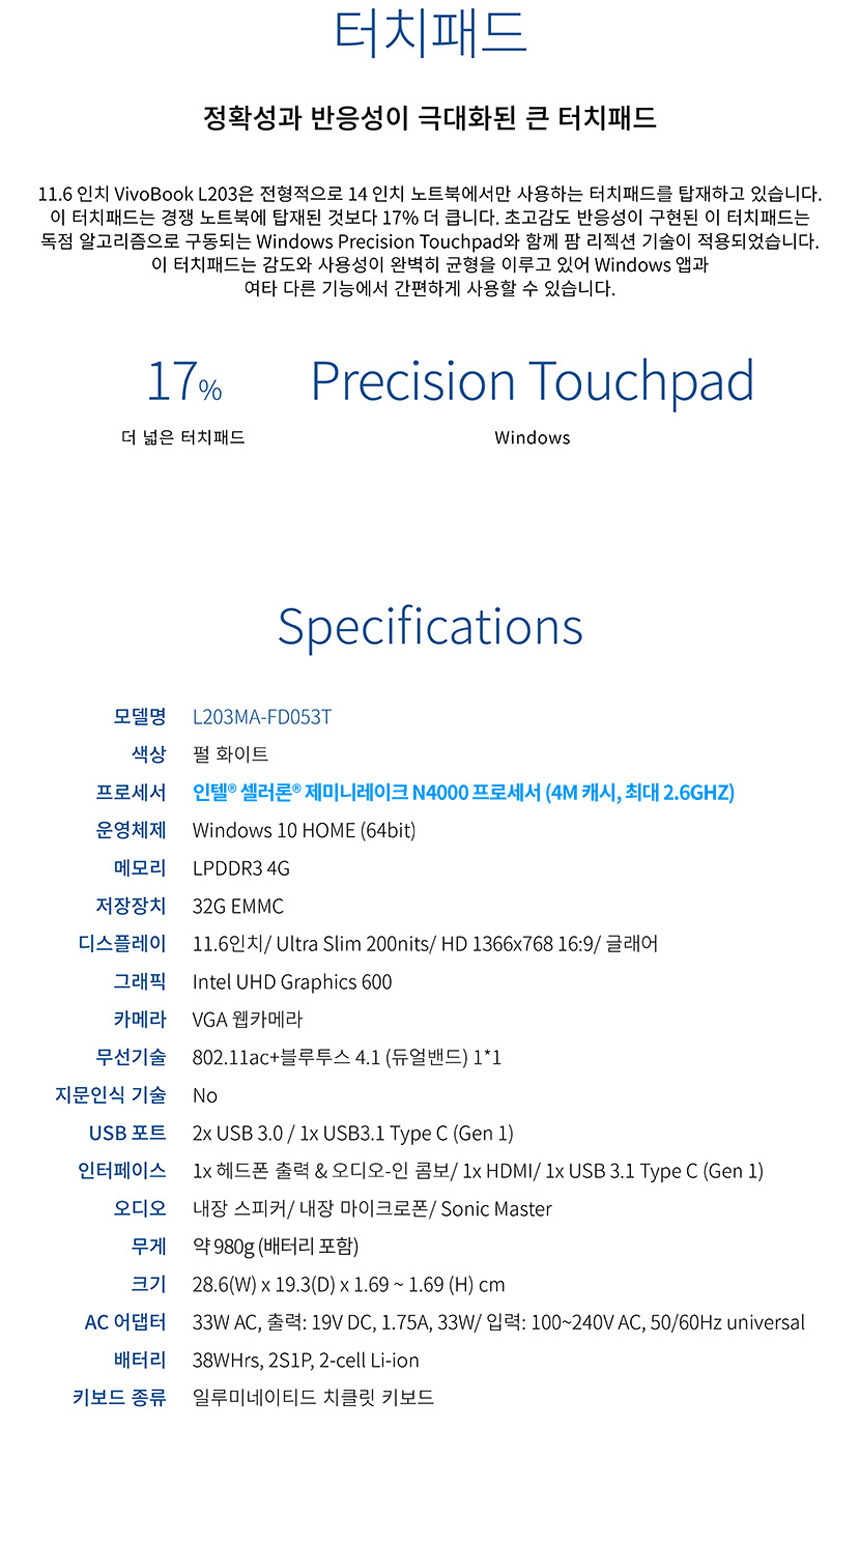 터치패드
정확성과 반응성이 극대화된 큰 터치패드
11.6 인치 VivoBook L203은 전형적으로 14 인치 노트북에서만 사용하는 터치패드를 탑재하고 있습니다.
이 터치패드는 경쟁 노트북에 탑재된 것보다 17% 더 큽니다. 초고감도 반응성이 구현된 이 터치패드는
독점 알고리즘으로 구동되는 Windows Precision Touchpad와 함께 팜 리젝션 기술이 적용되었습니다.
이 터치패드는 감도와 사용성이 완벽히 균형을 이루고 있어 Windows 앱과
여타 다른 기능에서 간편하게 사용할 수 있습니다.
17% Precision Touchpad
더 넓은 터치패드 Windows
Specifications
모델명 L203MA-FD053T
색상 펄 화이트
프로세서 인텔® 셀러론® 제미니레이크 N4000 프로세서 (4M 캐시, 최대 2.6GHZ)
운영체제 Windows 10 HOME (64bit)
메모리 LPDDR3 4G
저장장치 32G EMMC
디스플레이 11.6인치/ Ultra Slim 200nits/ HD 1366x768 16:9/ 글래어
그래픽 Intel UHD Graphics 600
카메라 VGA 웹카메라
무선기술 802.11ac+블루투스 4.1 (듀얼밴드) 1*1
지문인식 기술 No
USB 포트 2x USB 3.0 / 1x USB3.1 Type C (Gen 1)
인터페이스 1x 헤드폰 출력 & 오디오-인 콤보/ 1x HDMI/ 1x USB 3.1 Type C (Gen 1)
오디오 내장 스피커/ 내장 마이크로폰/ Sonic Master
무게 약 980g (배터리 포함)
크기 28.6(W) x 19.3(D) x 1.69 ~ 1.69 (H) cm
AC 어댑터 33W AC, 출력: 19V DC, 1.75A, 33W/ 입력: 100~240V AC, 50/60Hz universal
배터리 38WHrs, 2S1P, 2-cell Li-ion
키보드 종류 일루미네이티드 치클릿 키보드